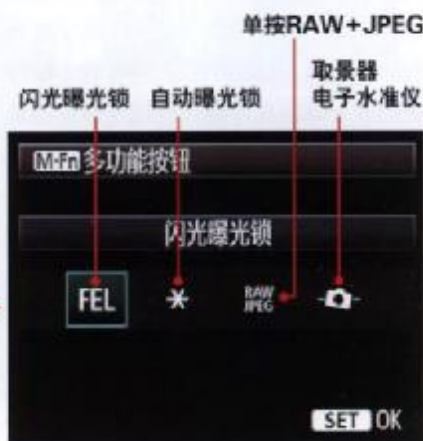 单按RAW+JPEG
取景器
闪光曝光锁 自动曝光锁 电子水准仪
M-Fn 多功能按钮
闪光曝光锁
FEL RAW JPEG
SET OK